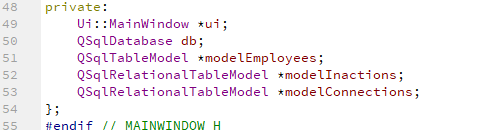 48 private:
49 Ui::MainWindow *ui;
50 QSqlDatabase db;
51 QSqlTableModel *modelEmployees;
52 QSqlRelationalTableModel *modelInactions;
53 QSqlRelationalTableModel *modelConnections;
54 };
55 #endif // MAINWINDOW_H